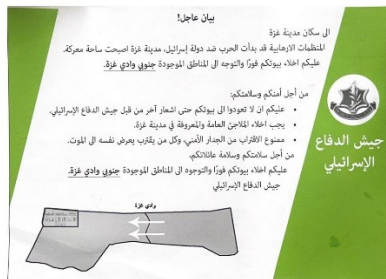 بيان عاجل!
الى سكان مدينة غزة
المنظمات الارهابية قد بدأت الحرب ضد دولة إسرائيل، مدينة غزة اصبحت ساحة معركة.
عليكم اخلاء بيوتكم فورًا والتوجه الى المناطق الموجودة جنوبي وادي غزة.
من أجل أمنكم وسلامتكم:
• عليكم ان لا تعودوا الى بيوتكم حتى اشعار آخر من قبل جيش الدفاع الإسرائيلي.
• يجب اخلاء الملاجئ العامة والمعروفة في مدينة غزة.
• ممنوع الاقتراب من الجدار الأمني، وكل من يقترب يعرض نفسه الى الموت.
من أجل سلامتكم وسلامة عائلاتكم،
عليكم اخلاء بيوتكم فورًا والتوجه الى المناطق الموجودة جنوبي وادي غزة.
جيش الدفاع الإسرائيلي
وادي غزة
جيش الدفاع
الإسرائيلي